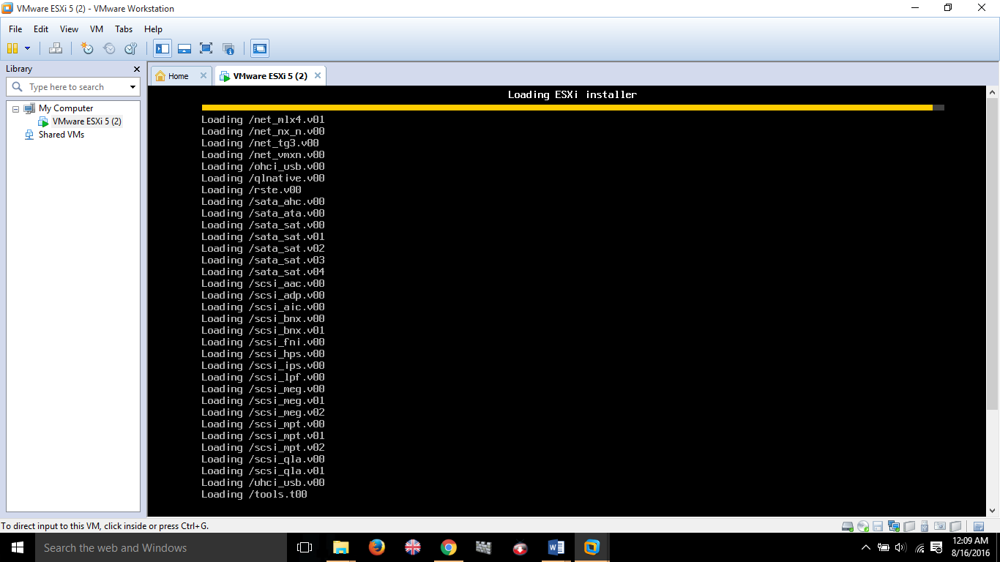 VMware ESXi 5 (2) - VMware Workstation
File Edit View VM Tabs Help
Library
Type here to search
My Computer
VMware ESXi 5 (2)
Shared VMs
Home
VMware ESXi 5 (2)
Loading ESXi installer
Loading /net_mlx4.v01
Loading /net_nx_n.v00
Loading /net_tg3.v00
Loading /net_vmxn.v00
Loading /ohci_usb.v00
Loading /qlnative.v00
Loading /rste.v00
Loading /sata_ahc.v00
Loading /sata_ata.v00
Loading /sata_sat.v00
Loading /sata_sat.v01
Loading /sata_sat.v02
Loading /sata_sat.v03
Loading /sata_sat.v04
Loading /scsi_aac.v00
Loading /scsi_adp.v00
Loading /scsi_aic.v00
Loading /scsi_bnx.v00
Loading /scsi_bnx.v01
Loading /scsi_fni.v00
Loading /scsi_hps.v00
Loading /scsi_ips.v00
Loading /scsi_lpf.v00
Loading /scsi_meg.v00
Loading /scsi_meg.v01
Loading /scsi_meg.v02
Loading /scsi_mpt.v00
Loading /scsi_mpt.v01
Loading /scsi_mpt.v02
Loading /scsi_qla.v00
Loading /scsi_qla.v01
Loading /uhci_usb.v00
Loading /tools.t00
To direct input to this VM, click inside or press Ctrl+G.
Search the web and Windows
12:09 AM
8/16/2016